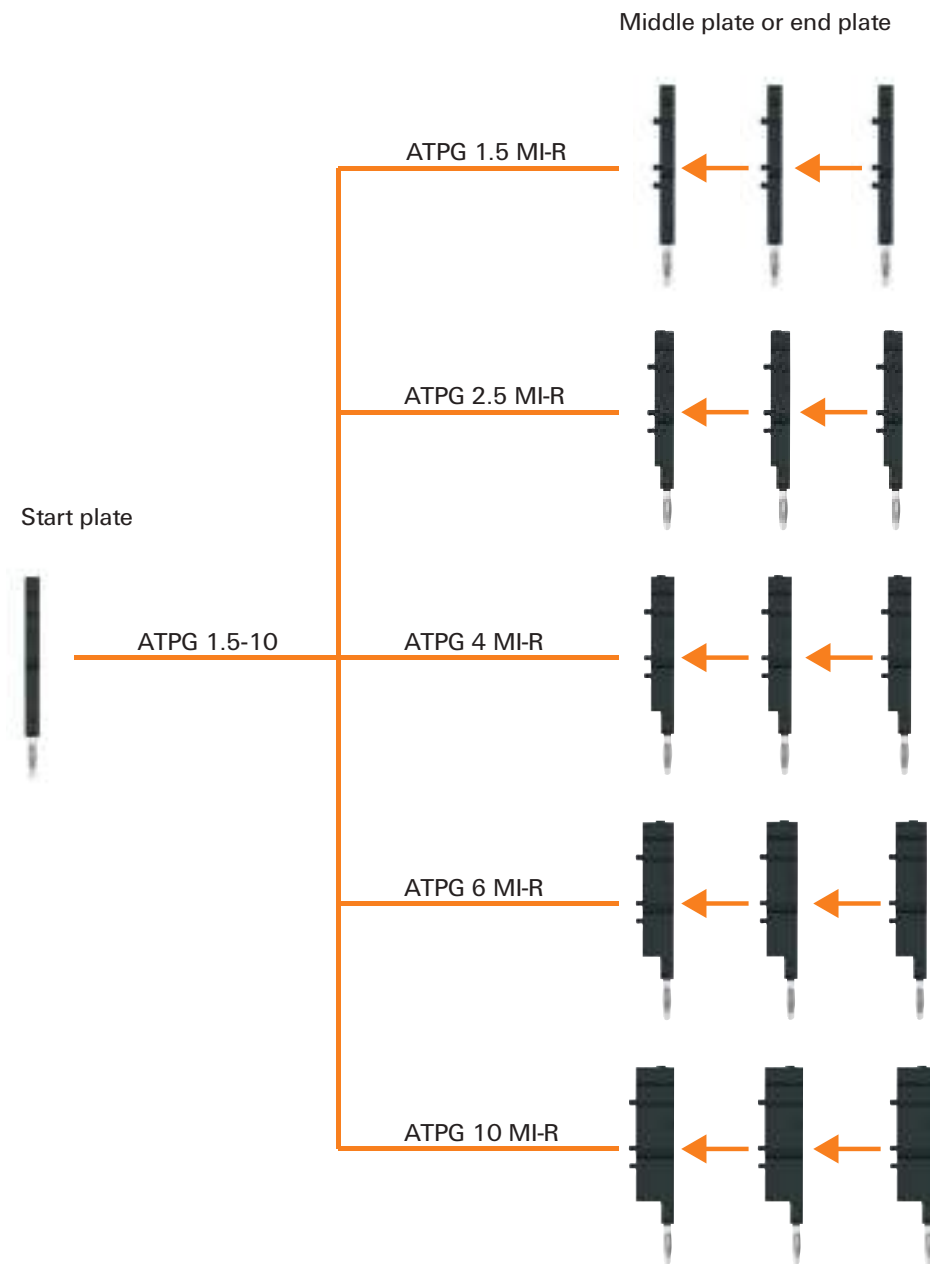 Middle plate or end plate
ATPG 1.5 MI-R
ATPG 2.5 MI-R
Start plate
ATPG 1.5-10
ATPG 4 MI-R
ATPG 6 MI-R
ATPG 10 MI-R